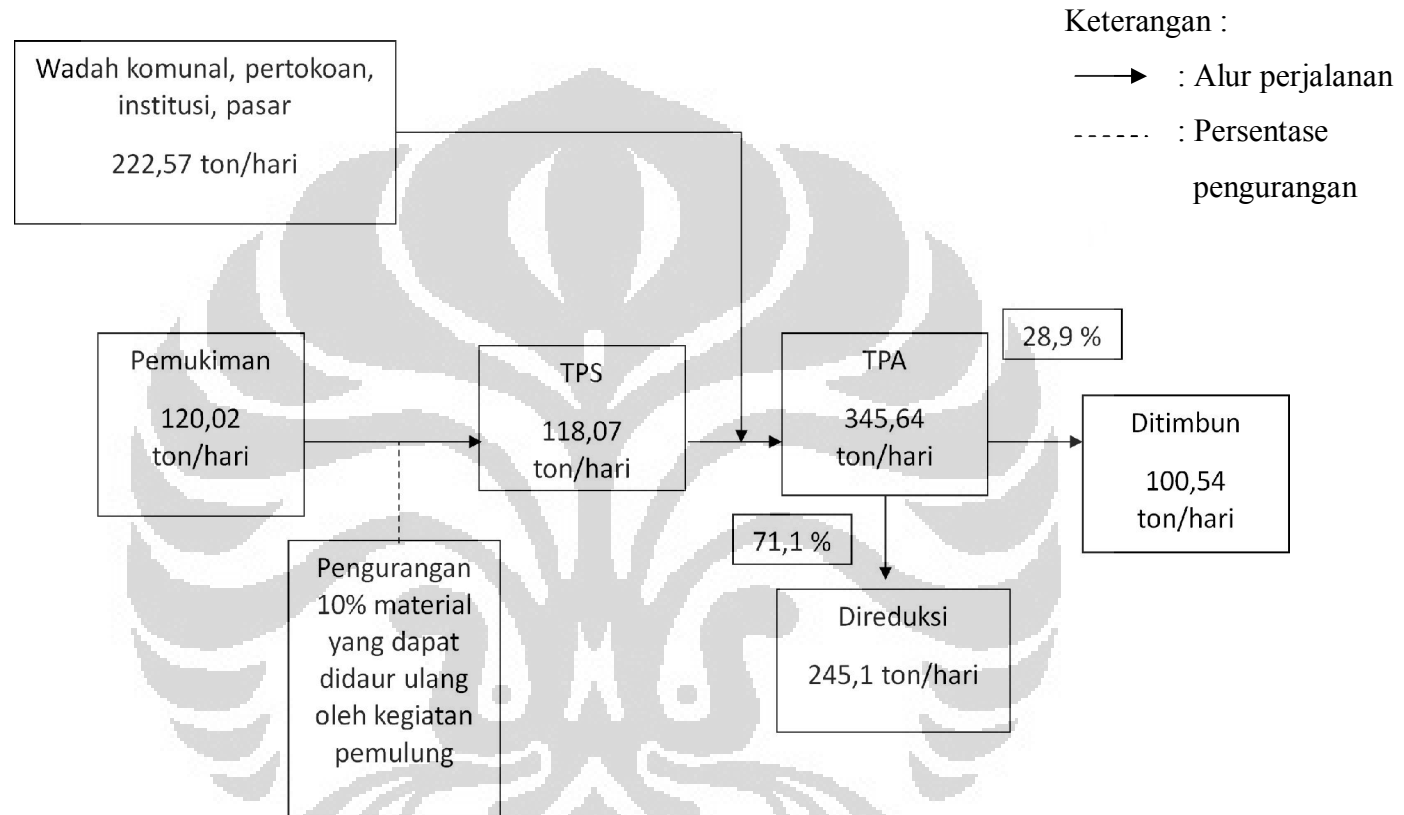 Keterangan :
: Alur perjalanan
: Persentase
pengurangan
Wadah komunal, pertokoan,
institusi, pasar
222,57 ton/hari
Pemukiman
120,02
ton/hari
TPS
118,07
ton/hari
TPA
345,64
ton/hari
28,9 %
Ditimbun
100,54
ton/hari
71,1 %
Direduksi
245,1 ton/hari
Pengurangan
10% material
yang dapat
didaur ulang
oleh kegiatan
pemulung